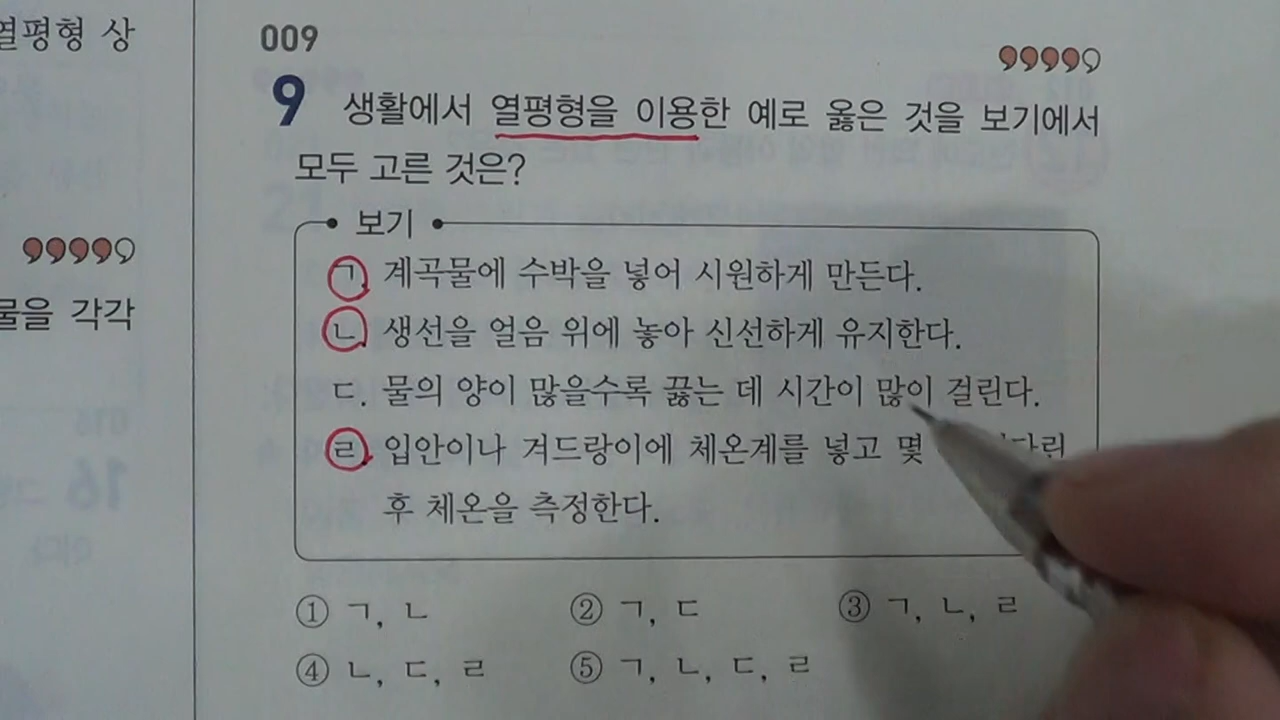 열평형 상
물을 각각
009
9 생활에서 열평형을 이용한 예로 옳은 것을 보기에서
모두 고른 것은?
보기
ㄱ. 계곡물에 수박을 넣어 시원하게 만든다.
ㄴ. 생선을 얼음 위에 놓아 신선하게 유지한다.
ㄷ. 물의 양이 많을수록 끓는 데 시간이 많이 걸린다.
ㄹ. 입안이나 겨드랑이에 체온계를 넣고 몇
후 체온을 측정한다.
① ㄱ, ㄴ ② ㄱ, ㄷ ③ ㄱ, ㄴ, ㄹ
④ ㄴ, ㄷ, ㄹ ⑤ ㄱ, ㄴ, ㄷ, ㄹ